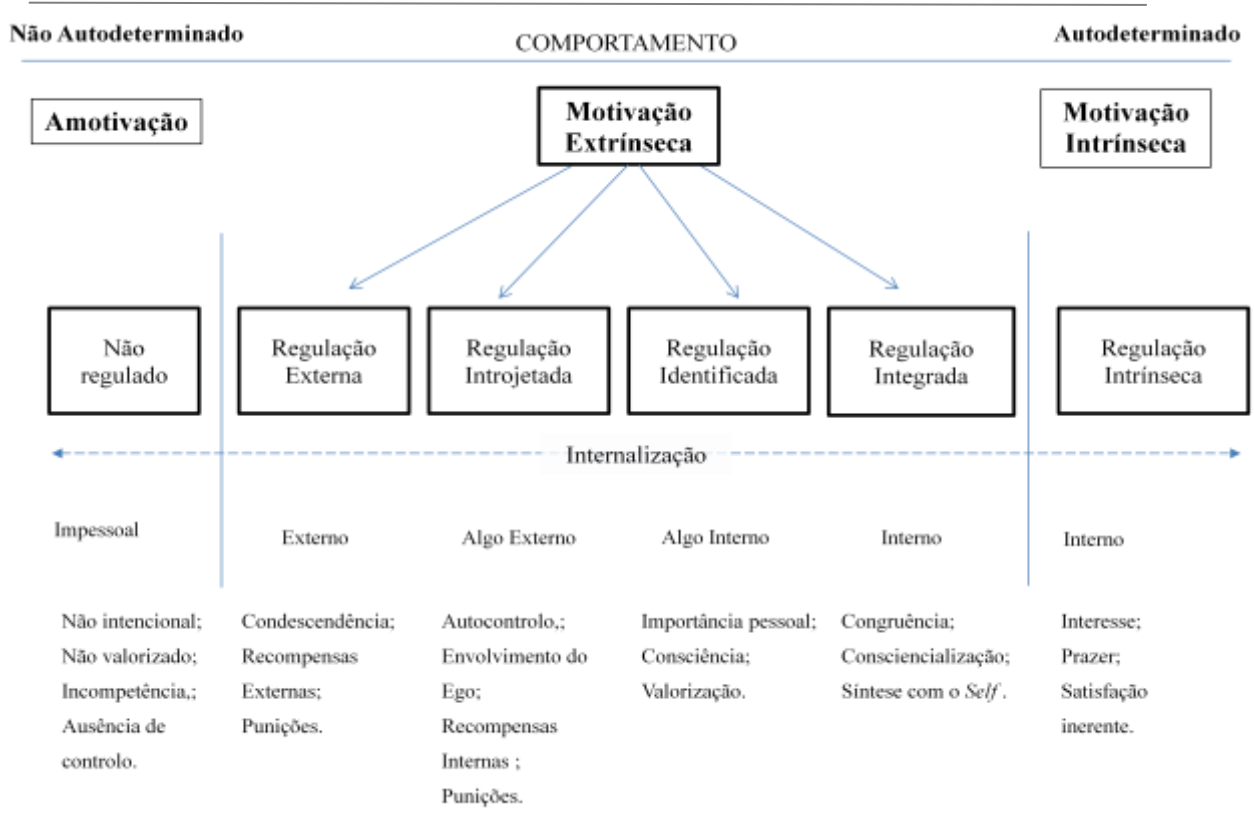 Não Autodeterminado
COMPORTAMENTO
Autodeterminado
Amotivação
Motivação
Extrínseca
Motivação
Intrínseca
Não
regulado
Regulação
Externa
Regulação
Introjetada
Regulação
Identificada
Regulação
Integrada
Regulação
Intrínseca
Internalização
Impessoal
Externo
Algo Externo
Algo Interno
Interno
Interno
Não intencional;
Não valorizado;
Incompetência,;
Ausência de
controlo.
Condescendência;
Recompensas
Externas;
Punições.
Autocontrolo,;
Envolvimento do
Ego;
Recompensas
Internas ;
Punições.
Importância pessoal;
Consciência;
Valorização.
Congruência;
Consciencialização;
Síntese com o Self .
Interesse;
Prazer;
Satisfação
inerente.